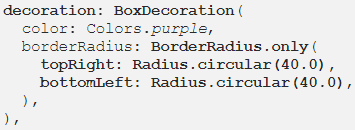 decoration: BoxDecoration(
  color: Colors.purple,
  borderRadius: BorderRadius.only(
    topRight: Radius.circular(40.0),
    bottomLeft: Radius.circular(40.0),
  ),
),